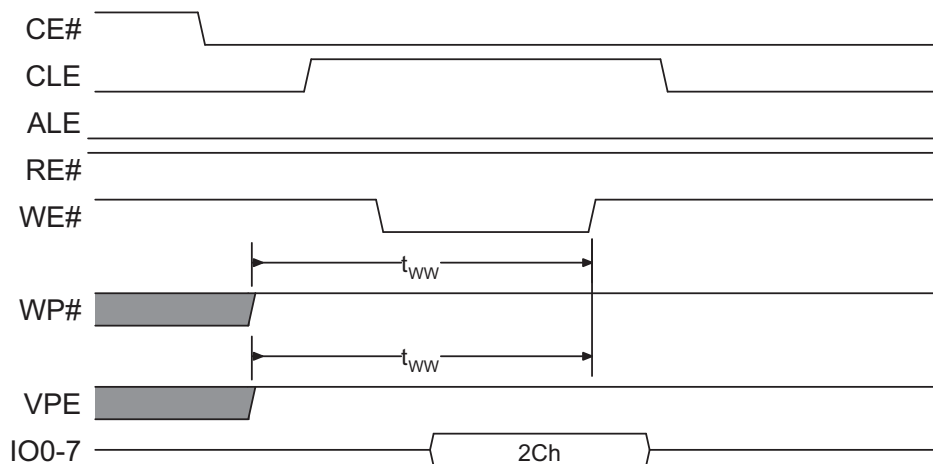 CE#
CLE
ALE
RE#
WE#
tWW
WP#
tWW
VPE
IO0-7 2Ch